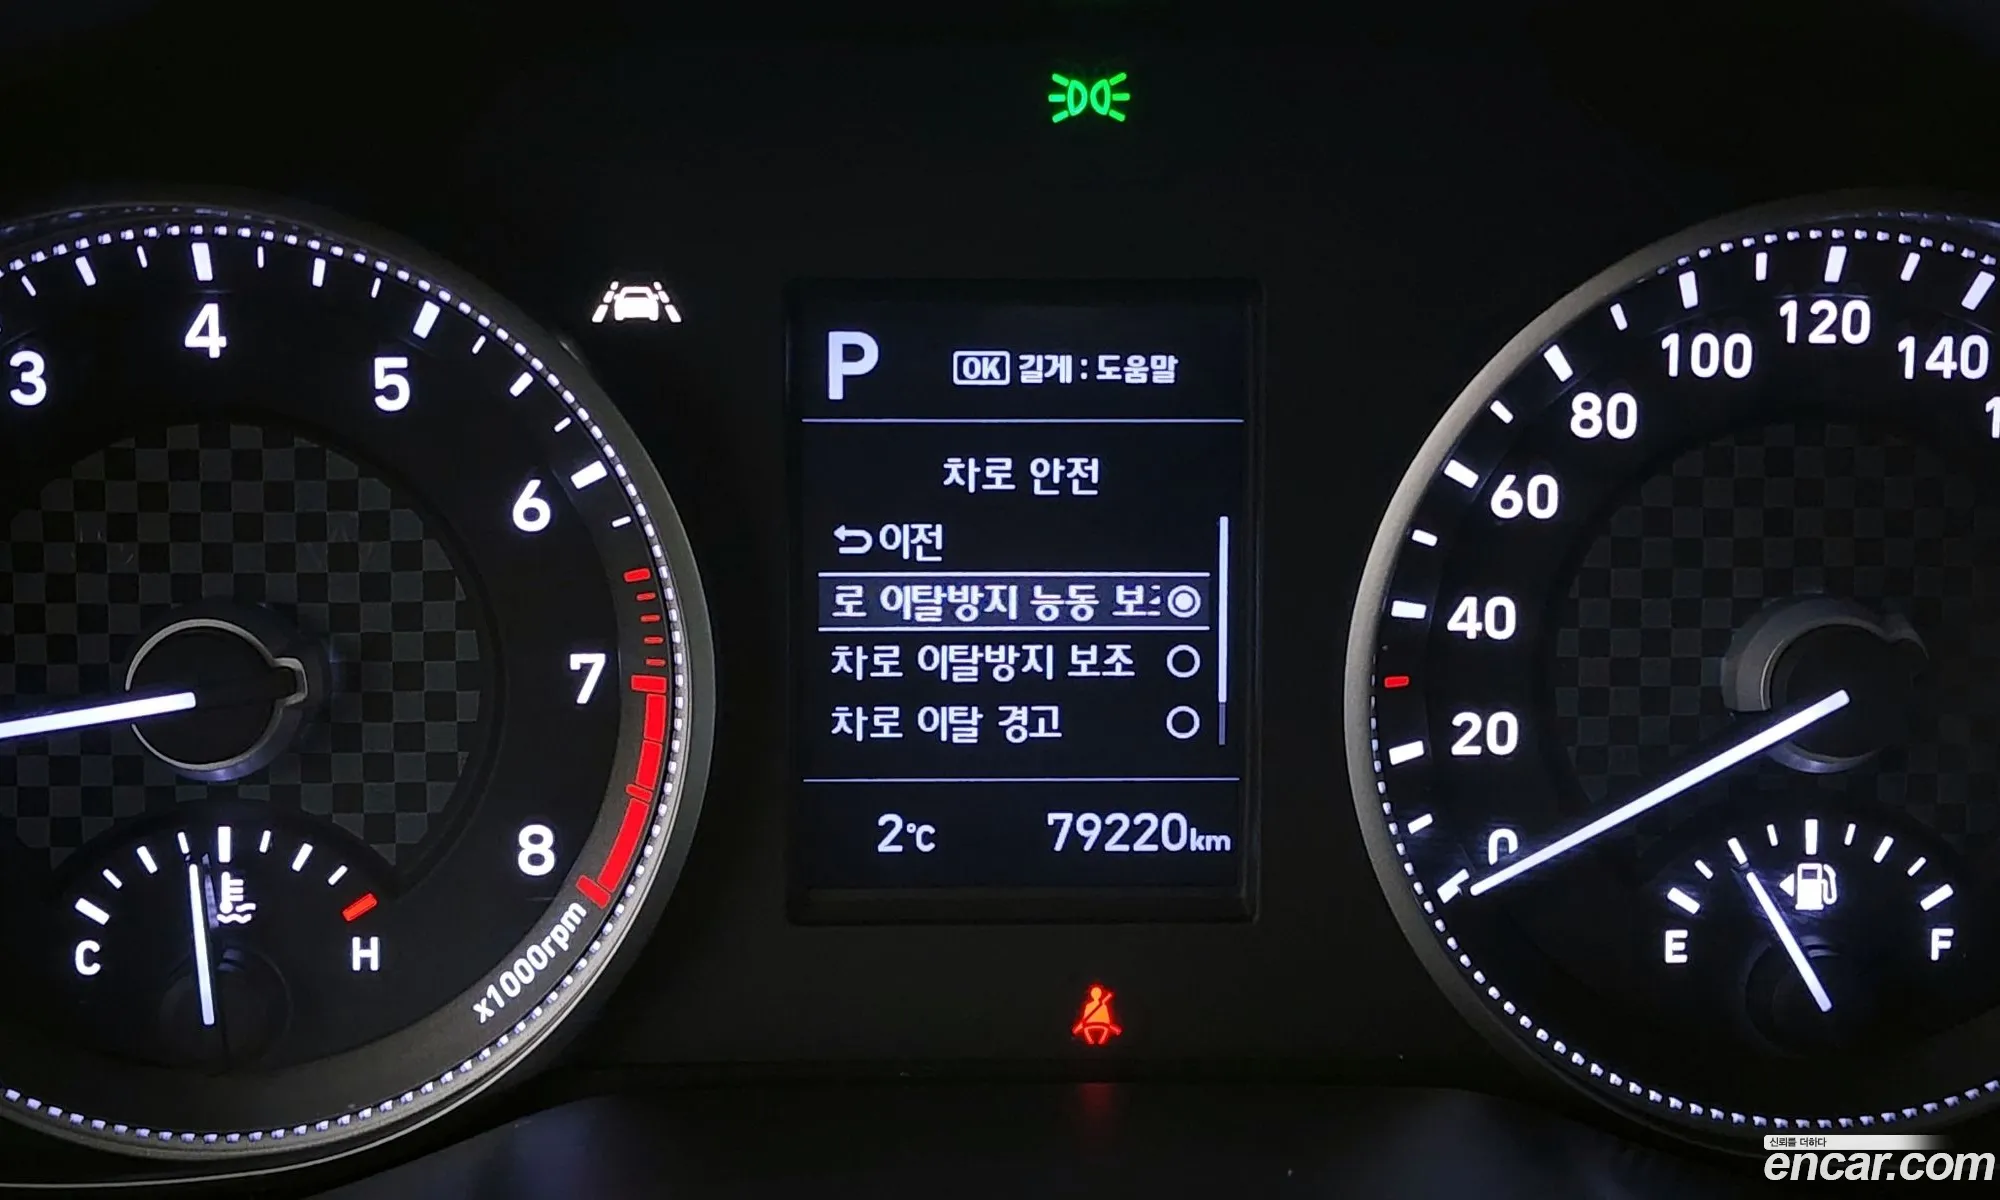 3
4
5
6
7
8
x1000rpm
C
H
P
OK 길게 : 도움말
차로 안전
이전
로 이탈방지 능동 보조
차로 이탈방지 보조
차로 이탈 경고
2℃ 79220km
0
20
40
60
80
100
120
140
E
F
신뢰를 더하다
encar.com